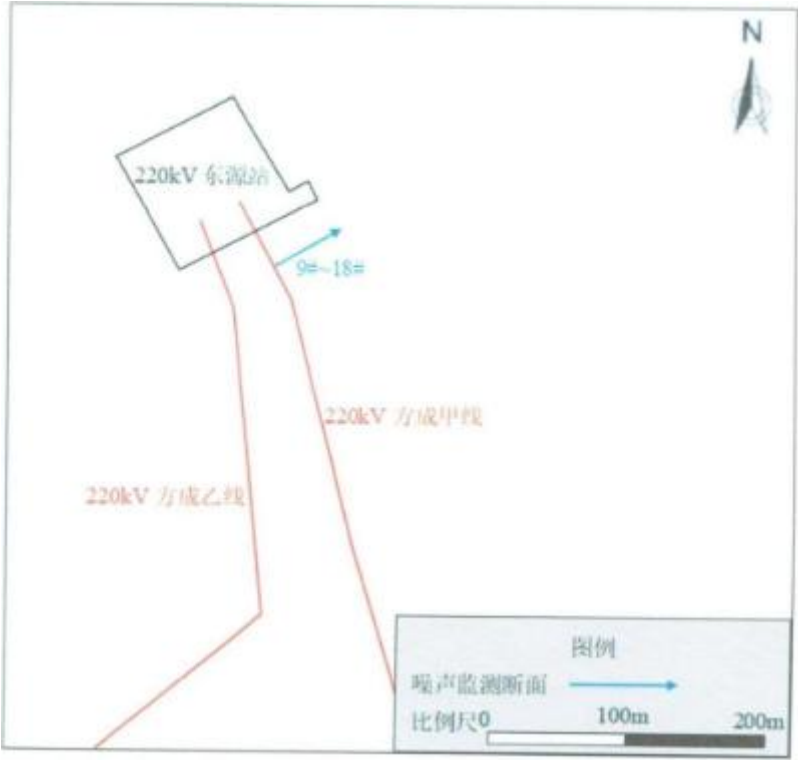 N
220kV 东源站
9#~18#
220kV 方成甲线
220kV 方成乙线
图例
噪声监测断面
比例尺0 100m 200m